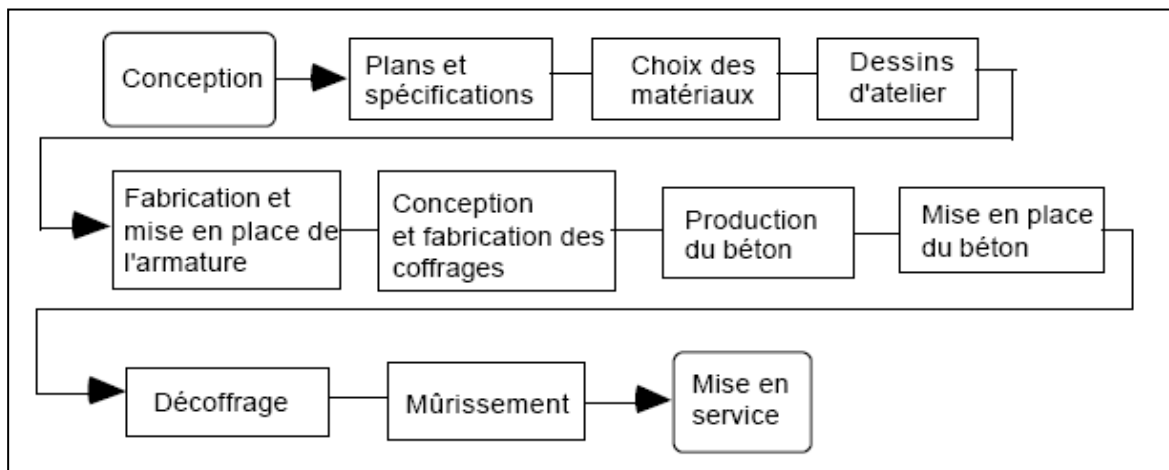 Conception
Plans et
spécifications
Choix des
matériaux
Dessins
d'atelier
Fabrication et
mise en place de
l'armature
Conception
et fabrication des
coffrages
Production
du béton
Mise en place
du béton
Décoffrage
Mûrissement
Mise en
service